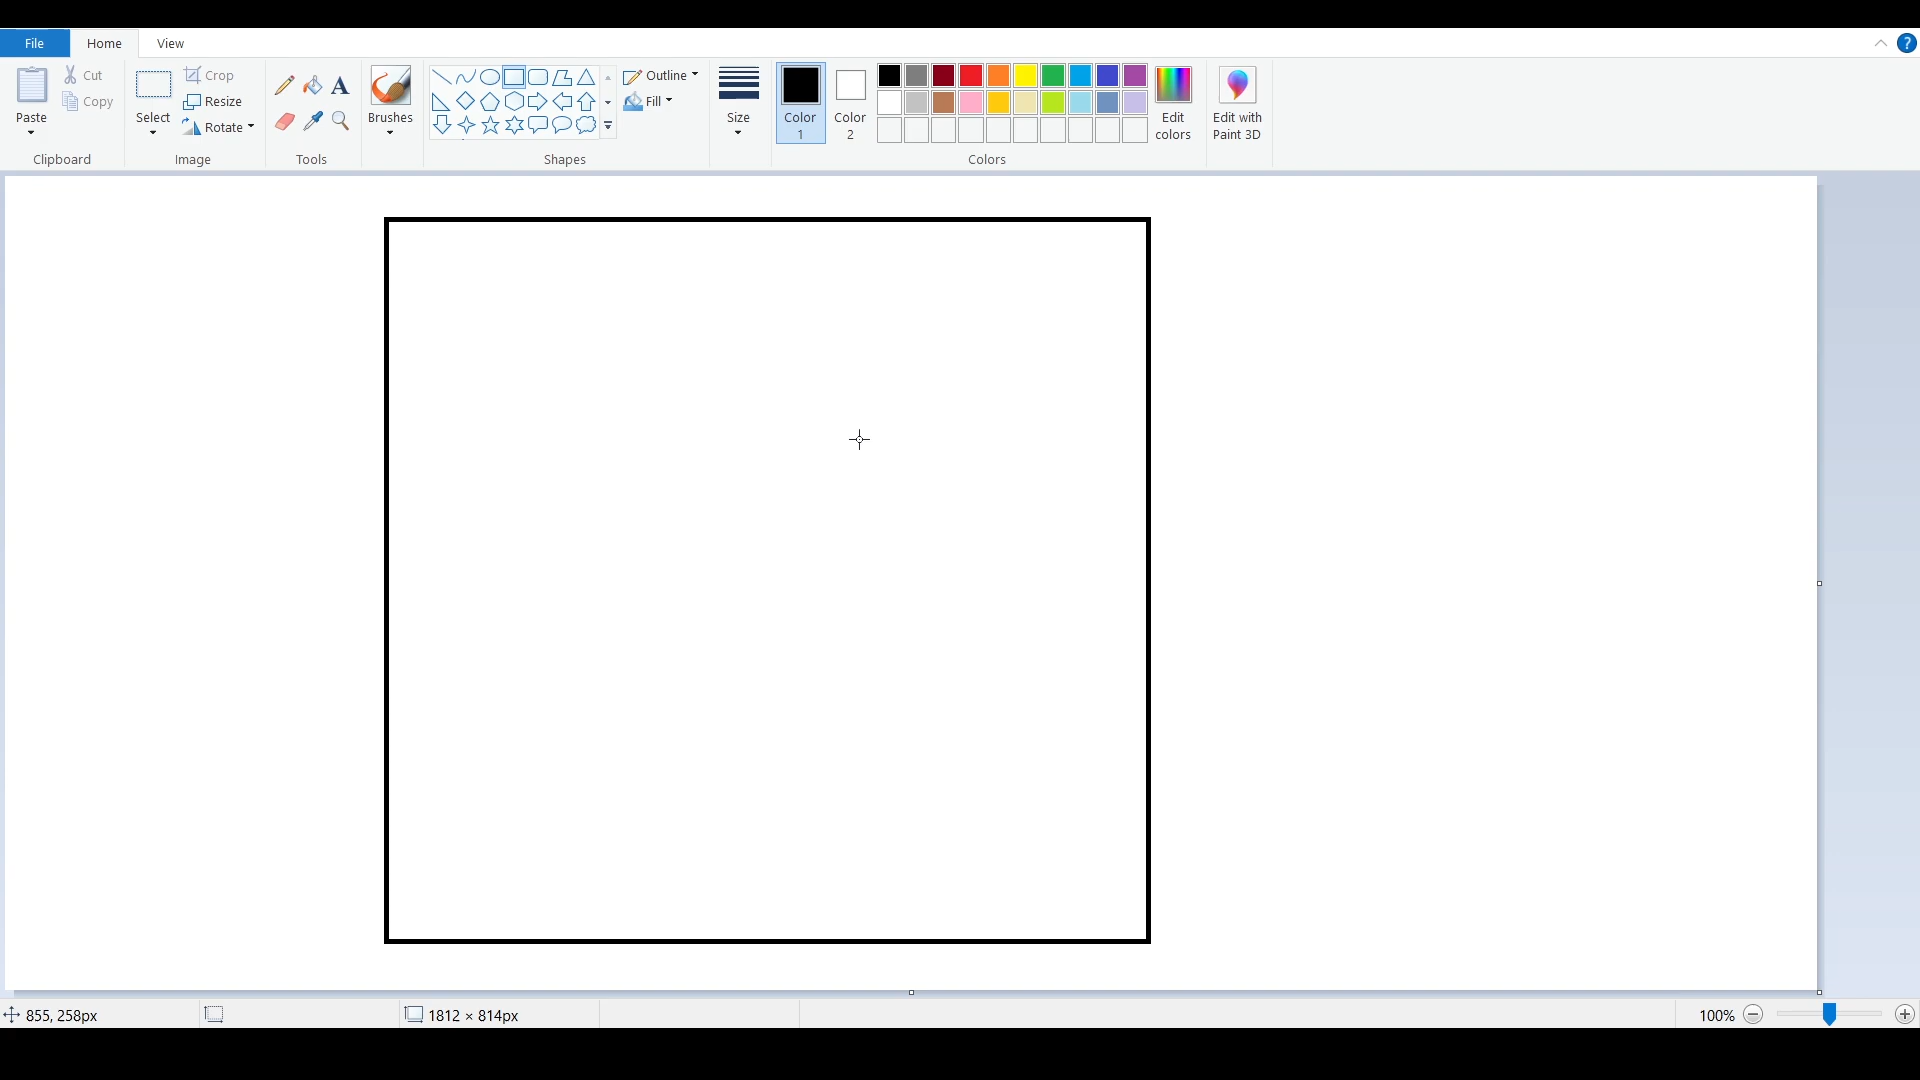 File Home View
?
Paste Cut Copy Select Crop Resize Rotate A Brushes Outline Fill Size Color 1 Color 2 Edit colors Edit with Paint 3D
Clipboard Image Tools Shapes Colors
855, 258px 1812 × 814px 100%